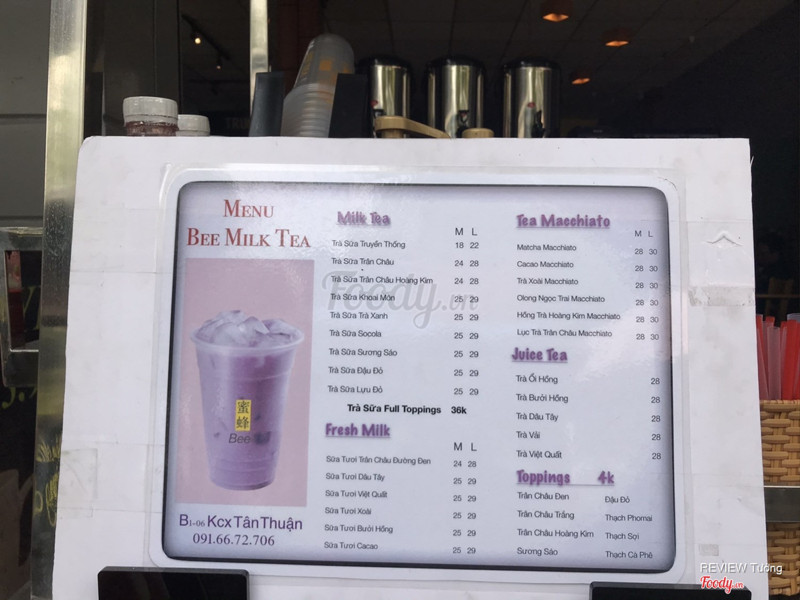 MENU
BEE MILK TEA
蜜
蜂
Bee
B1-06 Kcx Tân Thuận
091.66.72.706
Milk Tea
M L
Trà Sữa Truyền Thống 18 22
Trà Sữa Trân Châu 24 28
Trà Sữa Trân Châu Hoàng Kim 24 28
Trà Sữa Khoai Môn 25 29
Trà Sữa Trà Xanh 25 29
Trà Sữa Socola 25 29
Trà Sữa Sương Sáo 25 29
Trà Sữa Đậu Đỏ 25 29
Trà Sữa Lựu Đỏ 25 29
Trà Sữa Full Toppings 36k
Fresh Milk
M L
Sữa Tươi Trân Châu Đường Đen 24 28
Sữa Tươi Dâu Tây 25 29
Sữa Tươi Việt Quất 25 29
Sữa Tươi Xoài 25 29
Sữa Tươi Bưởi Hồng 25 29
Sữa Tươi Cacao 25 29
Tea Macchiato
M L
Matcha Macchiato 28 30
Cacao Macchiato 28 30
Trà Xoài Macchiato 28 30
Olong Ngọc Trai Macchiato 28 30
Hồng Trà Hoàng Kim Macchiato 28 30
Lục Trà Trân Châu Macchiato 28 30
Juice Tea
Trà Ổi Hồng 28
Trà Bưởi Hồng 28
Trà Dâu Tây 28
Trà Vải 28
Trà Việt Quất 28
Toppings 4k
Trân Châu Đen Đậu Đỏ
Trân Châu Trắng Thạch Phomai
Trân Châu Hoàng Kim Thạch Sợi
Sương Sáo Thạch Cà Phê
Foody.vn
REVIEW Tường
Foody.vn